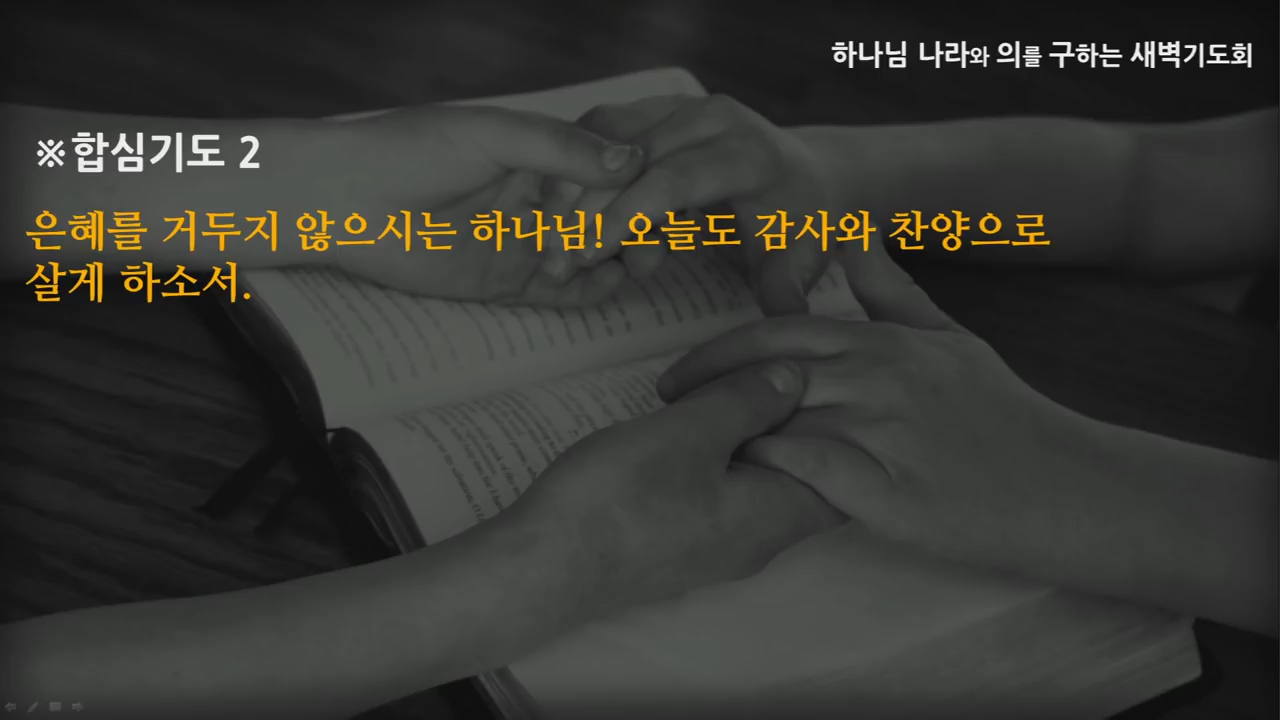 하나님 나라와 의를 구하는 새벽기도회
※합심기도 2
은혜를 거두지 않으시는 하나님! 오늘도 감사와 찬양으로
살게 하소서.